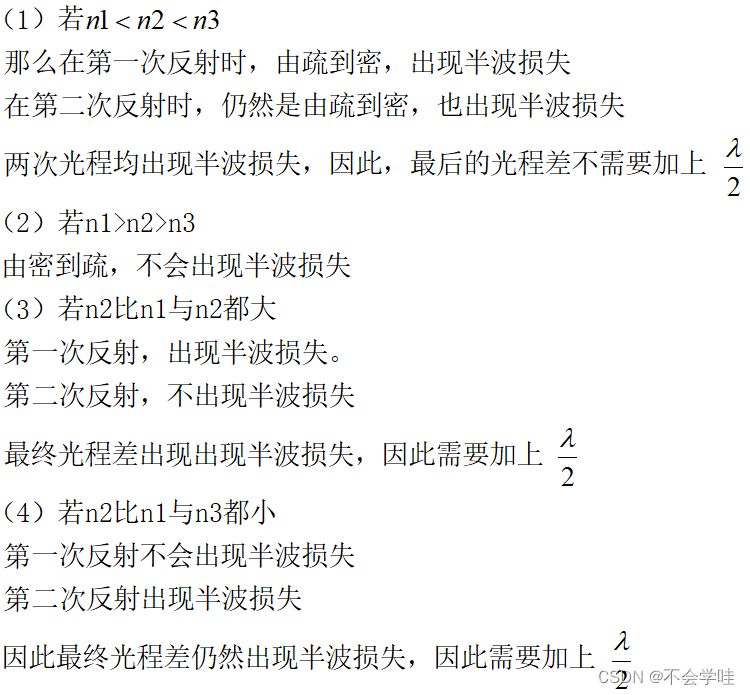 （1）若n1<n2<n3
那么在第一次反射时，由疏到密，出现半波损失
在第二次反射时，仍然是由疏到密，也出现半波损失
两次光程均出现半波损失，因此，最后的光程差不需要加上 λ/2
（2）若n1>n2>n3
由密到疏，不会出现半波损失
（3）若n2比n1与n2都大
第一次反射，出现半波损失。
第二次反射，不出现半波损失
最终光程差出现出现半波损失，因此需要加上 λ/2
（4）若n2比n1与n3都小
第一次反射不会出现半波损失
第二次反射出现半波损失
因此最终光程差仍然出现半波损失，因此需要加上 λ/2
CSDN @不会学哇